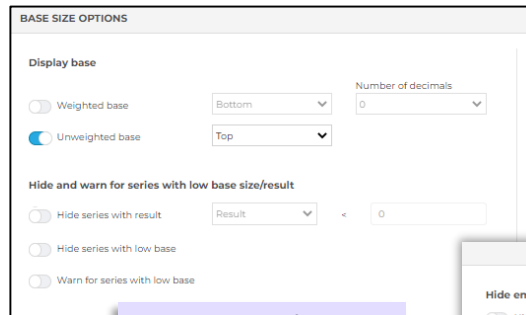 BASE SIZE OPTIONS
Display base
Number of decimals
Weighted base Bottom 0
Unweighted base Top
Hide and warn for series with low base size/result
Hide series with result Result < 0
Hide series with low base
Warn for series with low base
Hide